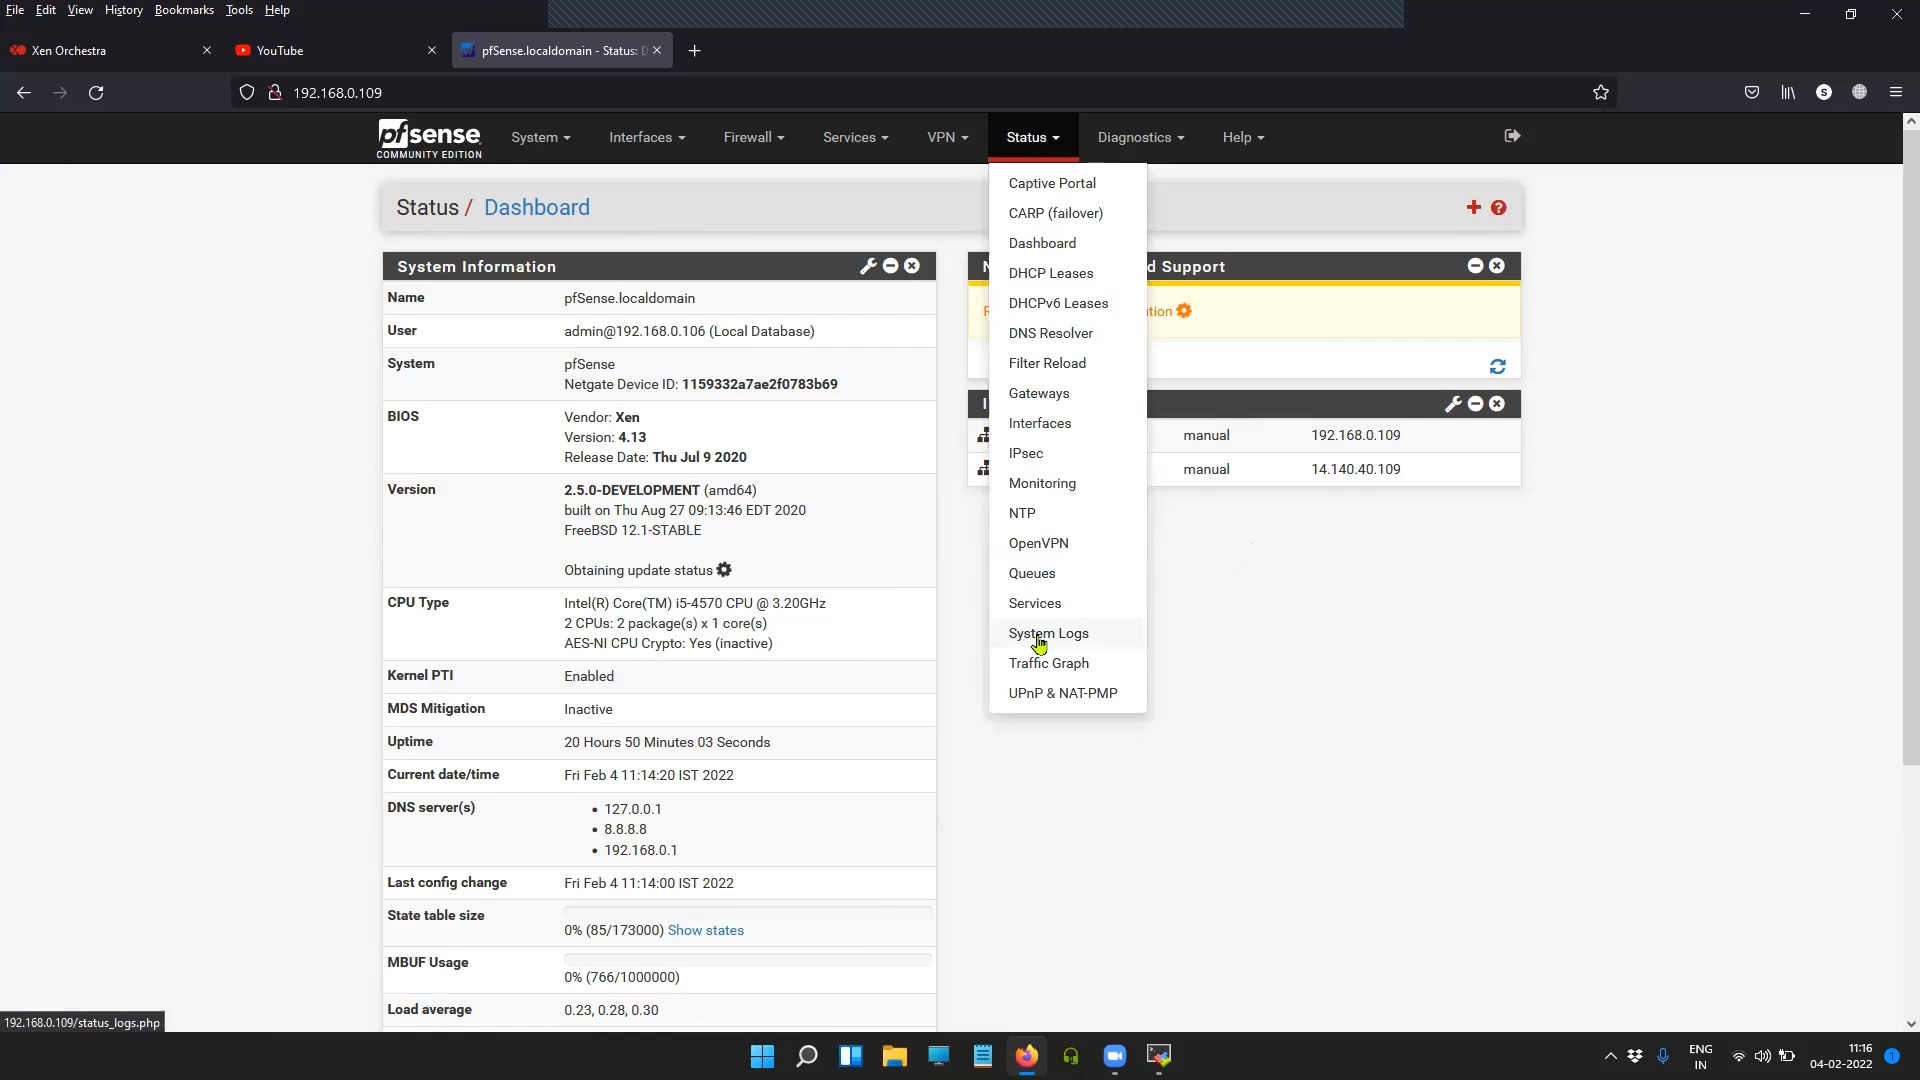 File Edit View History Bookmarks Tools Help
Xen Orchestra
YouTube
pfSense.localdomain - Status: D
192.168.0.109
pfsense
COMMUNITY EDITION
System Interfaces Firewall Services VPN Status Diagnostics Help
Status / Dashboard
System Information
Name pfSense.localdomain
User admin@192.168.0.106 (Local Database)
System pfSense
Netgate Device ID: 1159332a7ae2f0783b69
BIOS Vendor: Xen
Version: 4.13
Release Date: Thu Jul 9 2020
Version 2.5.0-DEVELOPMENT (amd64)
built on Thu Aug 27 09:13:46 EDT 2020
FreeBSD 12.1-STABLE
Obtaining update status
CPU Type Intel(R) Core(TM) i5-4570 CPU @ 3.20GHz
2 CPUs: 2 package(s) x 1 core(s)
AES-NI CPU Crypto: Yes (inactive)
Kernel PTI Enabled
MDS Mitigation Inactive
Uptime 20 Hours 50 Minutes 03 Seconds
Current date/time Fri Feb 4 11:14:20 IST 2022
DNS server(s)
• 127.0.0.1
• 8.8.8.8
• 192.168.0.1
Last config change Fri Feb 4 11:14:00 IST 2022
State table size
0% (85/173000) Show states
MBUF Usage
0% (766/1000000)
Load average 0.23, 0.28, 0.30
Captive Portal
CARP (failover)
Dashboard
DHCP Leases
DHCPv6 Leases
DNS Resolver
Filter Reload
Gateways
Interfaces
IPsec
Monitoring
NTP
OpenVPN
Queues
Services
System Logs
Traffic Graph
UPnP & NAT-PMP
d Support
tion
manual 192.168.0.109
manual 14.140.40.109
192.168.0.109/status_logs.php
ENG
IN
11:16
04-02-2022
1